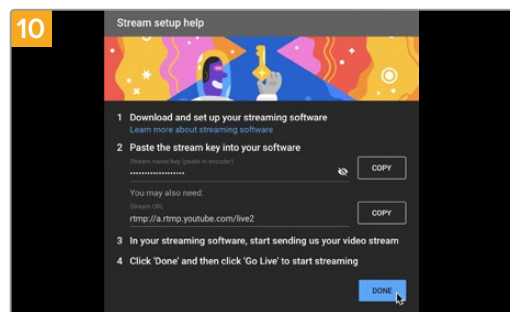 10
Stream setup help
1 Download and set up your streaming software
Learn more about streaming software
2 Paste the stream key into your software
Stream name/key (paste in encoder)
•••••••••••••••••••
COPY
You may also need:
Stream URL
rtmp://a.rtmp.youtube.com/live2
COPY
3 In your streaming software, start sending us your video stream
4 Click 'Done' and then click 'Go Live' to start streaming
DONE